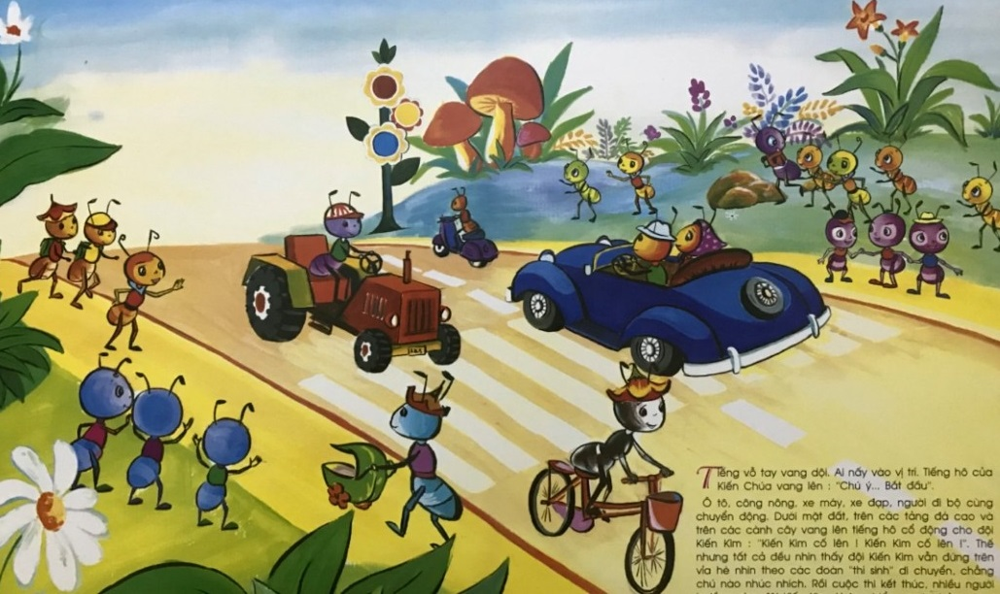 Tiếng vỗ tay vang dội. Ai nấy vào vị trí. Tiếng hô của
Kiến Chúa vang lên : "Chú ý... Bắt đầu".
Ô tô, công nông, xe máy, xe đạp, người đi bộ cùng
chuyển động. Dưới mặt đất, trên các tảng đá cao và
trên các cành cây vang lên tiếng hô cổ động cho đội
Kiến Kim : "Kiến Kim cố lên ! Kiến Kim cố lên !". Thế
nhưng tất cả đều nhìn thấy đội Kiến Kim vẫn đứng trên
vỉa hè nhìn theo các đoàn "thí sinh" di chuyển, chẳng
chú nào nhúc nhích. Rồi cuộc thi kết thúc, nhiều người